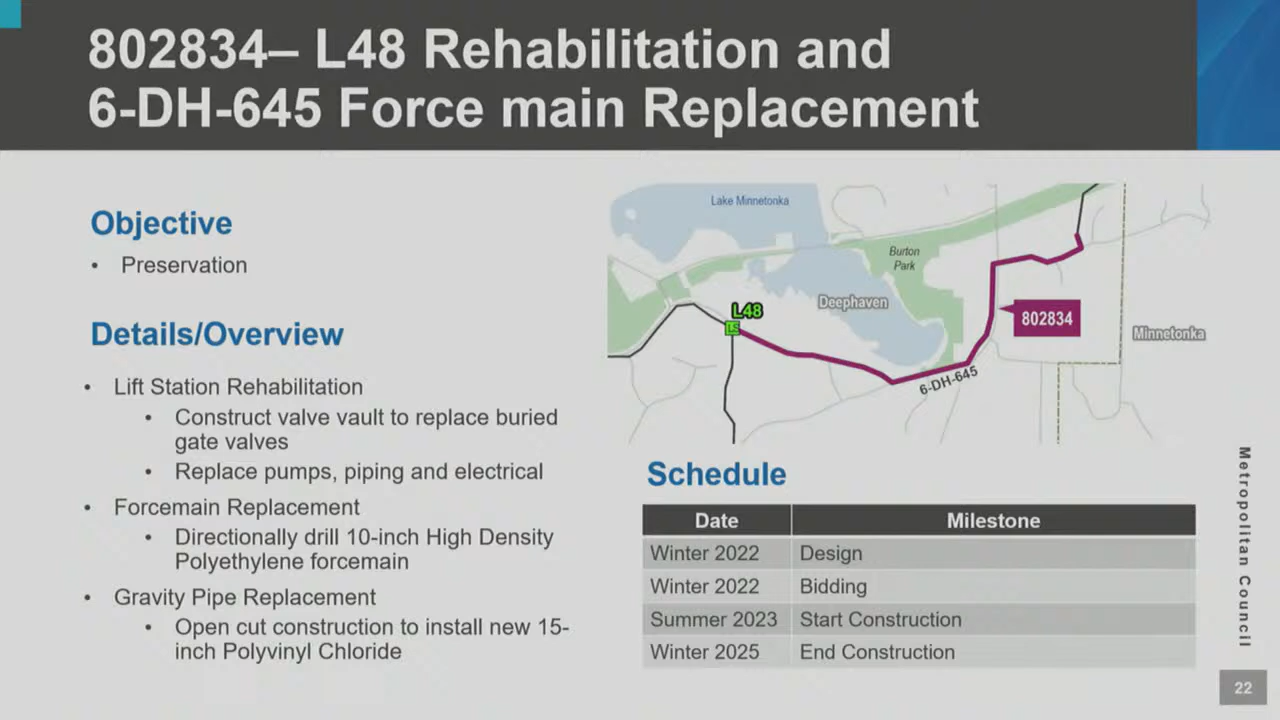 802834– L48 Rehabilitation and
6-DH-645 Force main Replacement
Objective
• Preservation
Details/Overview
• Lift Station Rehabilitation
• Construct valve vault to replace buried
gate valves
• Replace pumps, piping and electrical
• Forcemain Replacement
• Directionally drill 10-inch High Density
Polyethylene forcemain
• Gravity Pipe Replacement
• Open cut construction to install new 15-
inch Polyvinyl Chloride
Lake Minnetonka
Burton
Park
Deephaven
L48
LS
802834
Minnetonka
6-DH-645
Schedule
Date Milestone
Winter 2022 Design
Winter 2022 Bidding
Summer 2023 Start Construction
Winter 2025 End Construction
Metropolitan Council
22